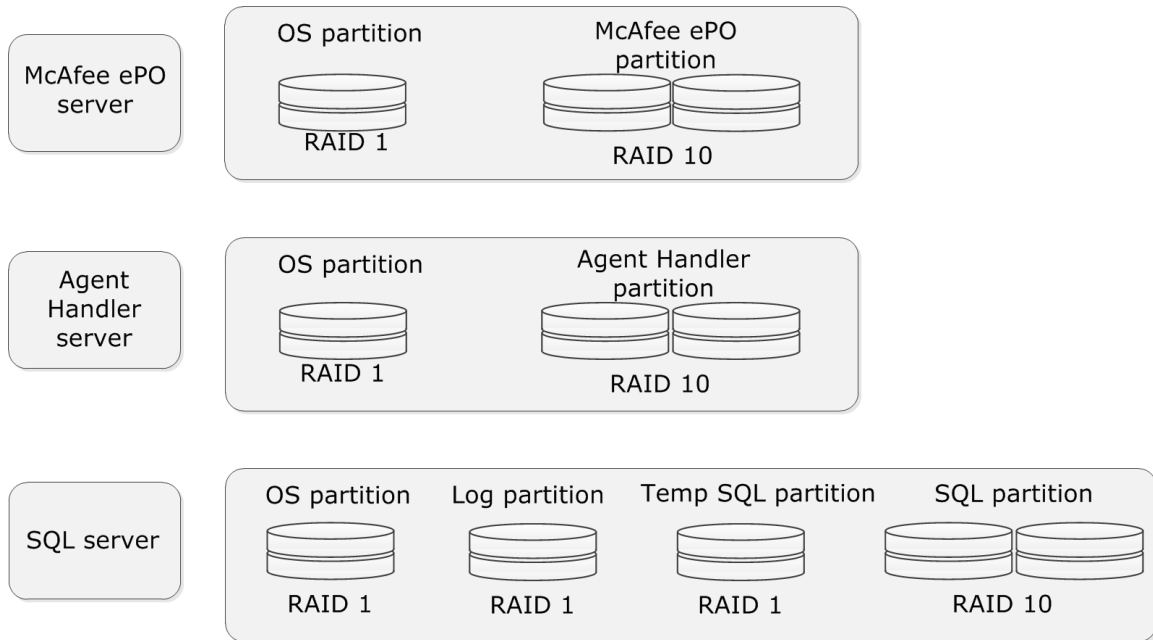 McAfee ePO
server
OS partition
RAID 1
McAfee ePO
partition
RAID 10
Agent
Handler
server
OS partition
RAID 1
Agent Handler
partition
RAID 10
SQL server
OS partition
RAID 1
Log partition
RAID 1
Temp SQL partition
RAID 1
SQL partition
RAID 10